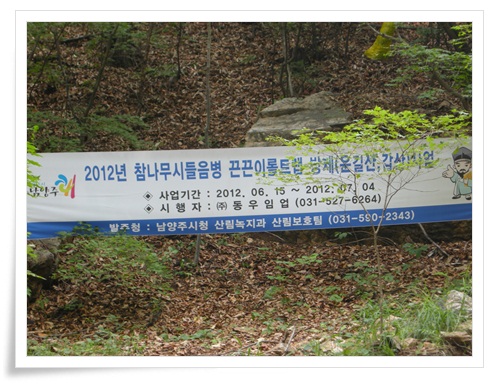 남양주
2012년 참나무시들음병 끈끈이롤트랩 방제(운길산,갑산)사업
◆ 사업기간 : 2012. 06. 15 ~ 2012. 07. 04
◆ 시 행 자 : ㈜ 동우임업 (031-527-6264)
발주청 : 남양주시청 산림녹지과 산림보호팀 (031-590-2343)